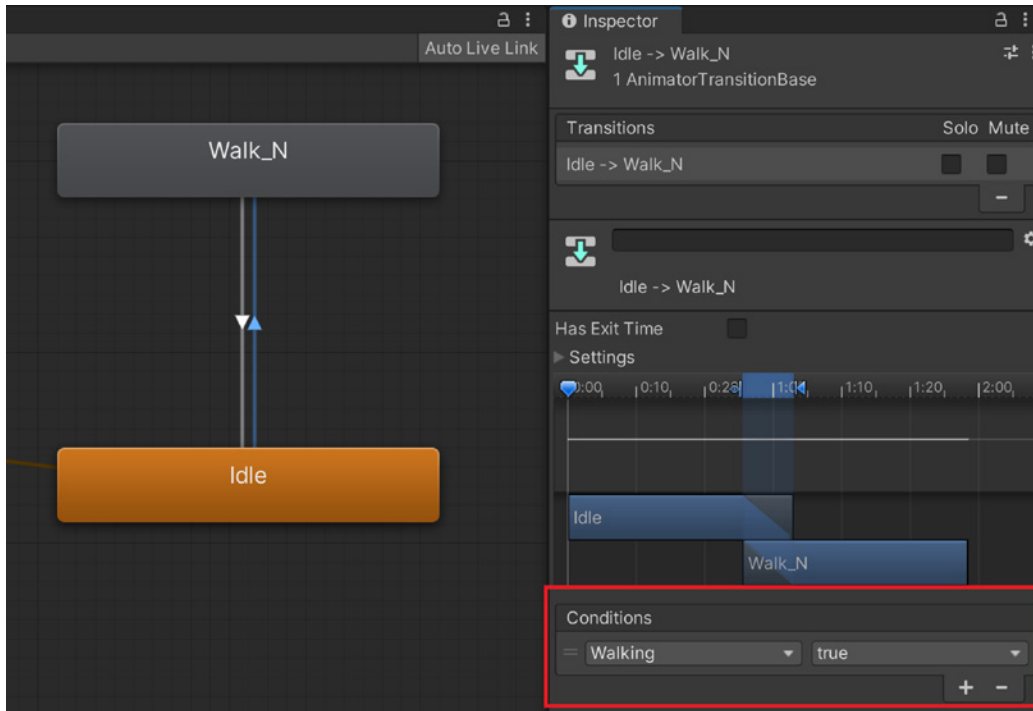 Auto Live Link
Walk_N
Idle
Inspector
Idle -> Walk_N
1 AnimatorTransitionBase
Transitions Solo Mute
Idle -> Walk_N
Idle -> Walk_N
Has Exit Time
Settings
0:10 1:10 1:20 2:00
Idle
Walk_N
Conditions
Walking true